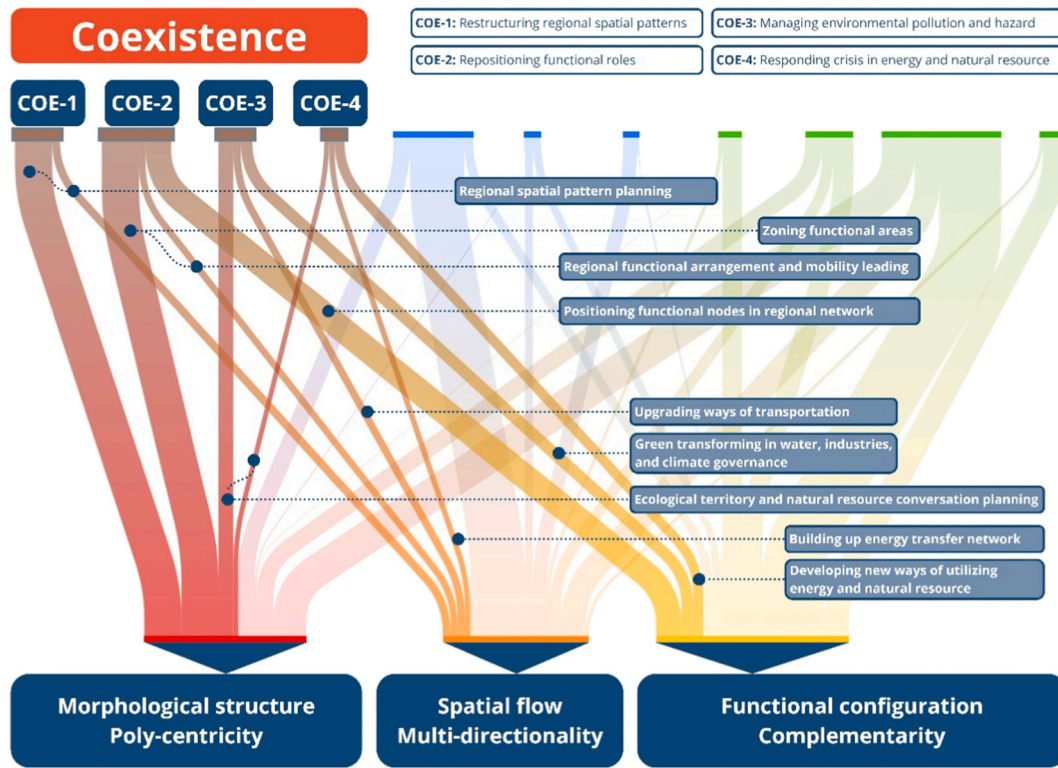 Coexistence
COE-1: Restructuring regional spatial patterns
COE-3: Managing environmental pollution and hazard
COE-2: Repositioning functional roles
COE-4: Responding crisis in energy and natural resource
COE-1
COE-2
COE-3
COE-4
Regional spatial pattern planning
Zoning functional areas
Regional functional arrangement and mobility leading
Positioning functional nodes in regional network
Upgrading ways of transportation
Green transforming in water, industries,
and climate governance
Ecological territory and natural resource conversation planning
Building up energy transfer network
Developing new ways of utilizing
energy and natural resource
Morphological structure
Poly-centricity
Spatial flow
Multi-directionality
Functional configuration
Complementarity